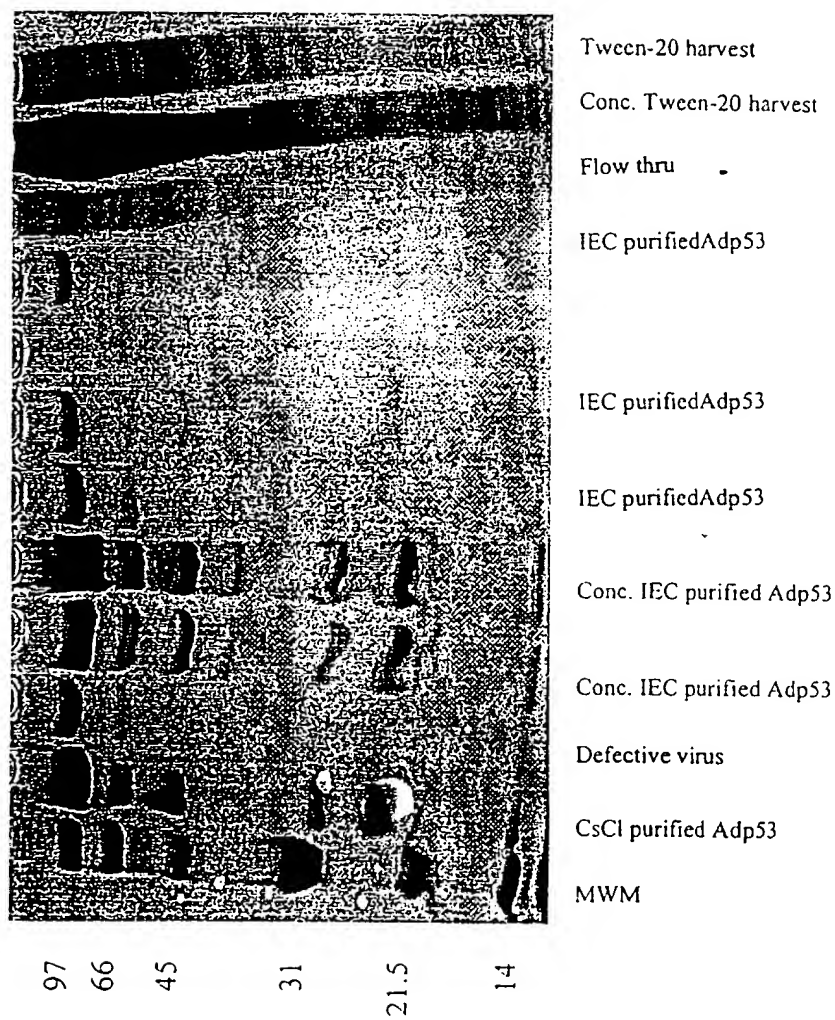 Tween-20 harvest
Conc. Tween-20 harvest
Flow thru
IEC purifiedAdp53
IEC purifiedAdp53
IEC purifiedAdp53
Conc. IEC purified Adp53
Conc. IEC purified Adp53
Defective virus
CsCl purified Adp53
MWM
97
66
45
31
21.5
14